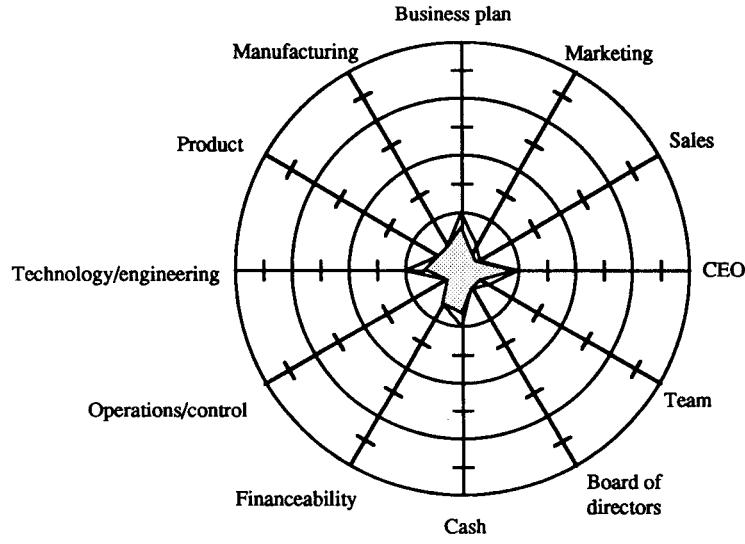 Business plan
Manufacturing
Marketing
Product
Sales
Technology/engineering
CEO
Operations/control
Team
Financeability
Board of
directors
Cash